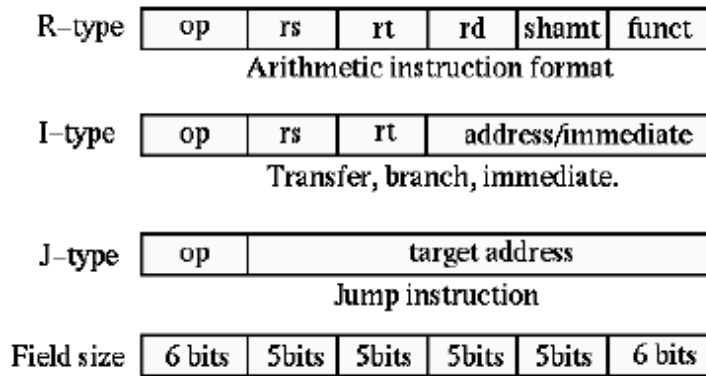 R–type op rs rt rd shamt funct
Arithmetic instruction format
I–type op rs rt address/immediate
Transfer, branch, immediate.
J–type op target address
Jump instruction
Field size 6 bits 5bits 5bits 5bits 5bits 6 bits